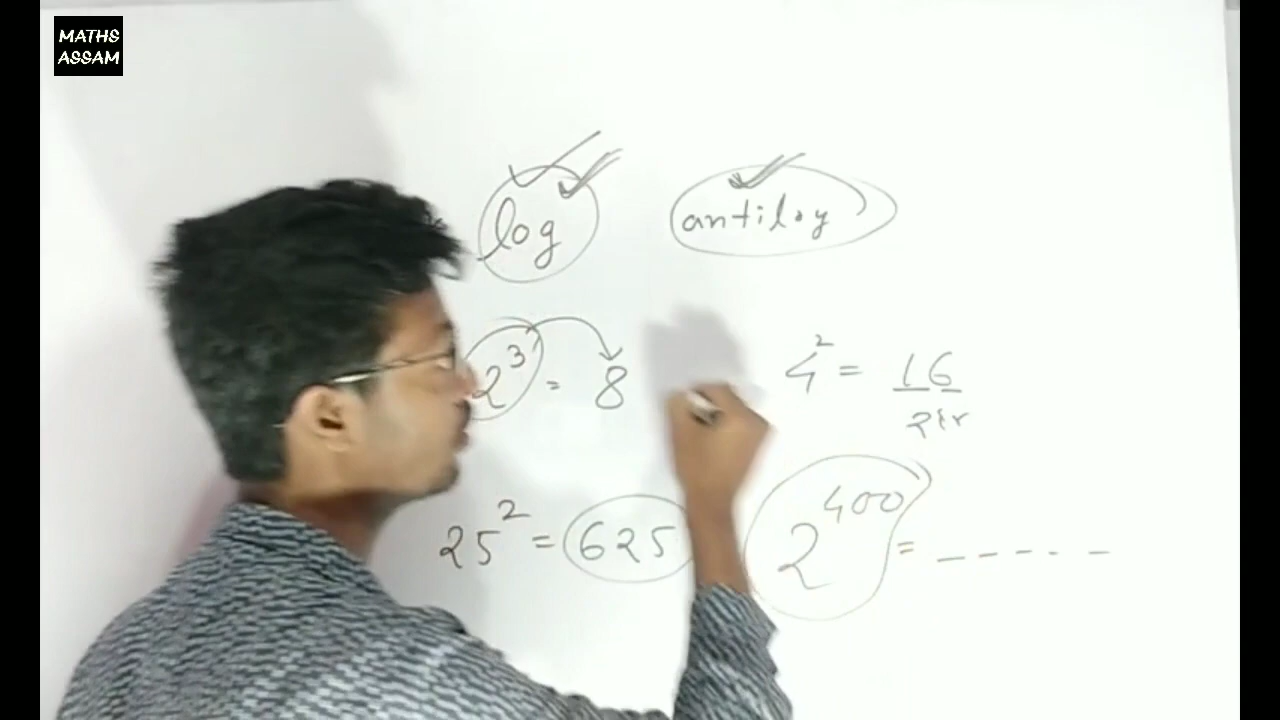 MATHS
ASSAM
log antilog
2³ = 8 4² = 16
25² = 625 2⁴⁰⁰ = _ _ _ _ _